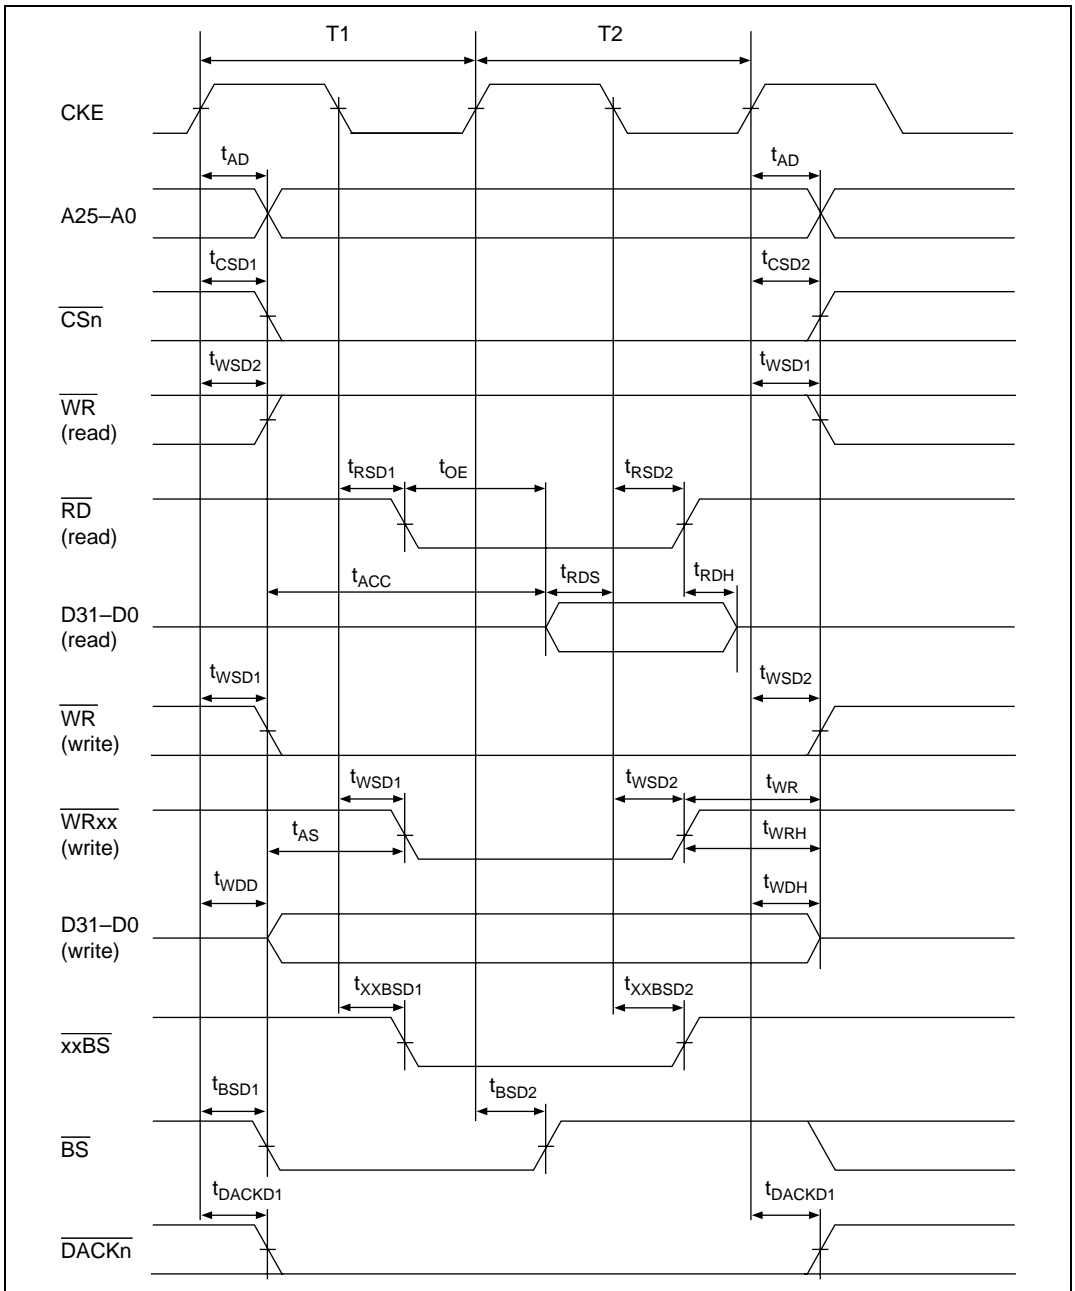 T1 T2
CKE
tAD tAD
A25–A0
tCSD1 tCSD2
CSn
tWSD2 tWSD1
WR
(read)
tRSD1 tOE tRSD2
RD
(read)
tACC tRDS tRDH
D31–D0
(read)
tWSD1 tWSD2
WR
(write)
tWSD1 tWSD2 tWR
WRxx
(write)
tAS tWRH
tWDD tWDH
D31–D0
(write)
tXXBSD1 tXXBSD2
xxBS
tBSD1 tBSD2
BS
tDACKD1 tDACKD1
DACKn